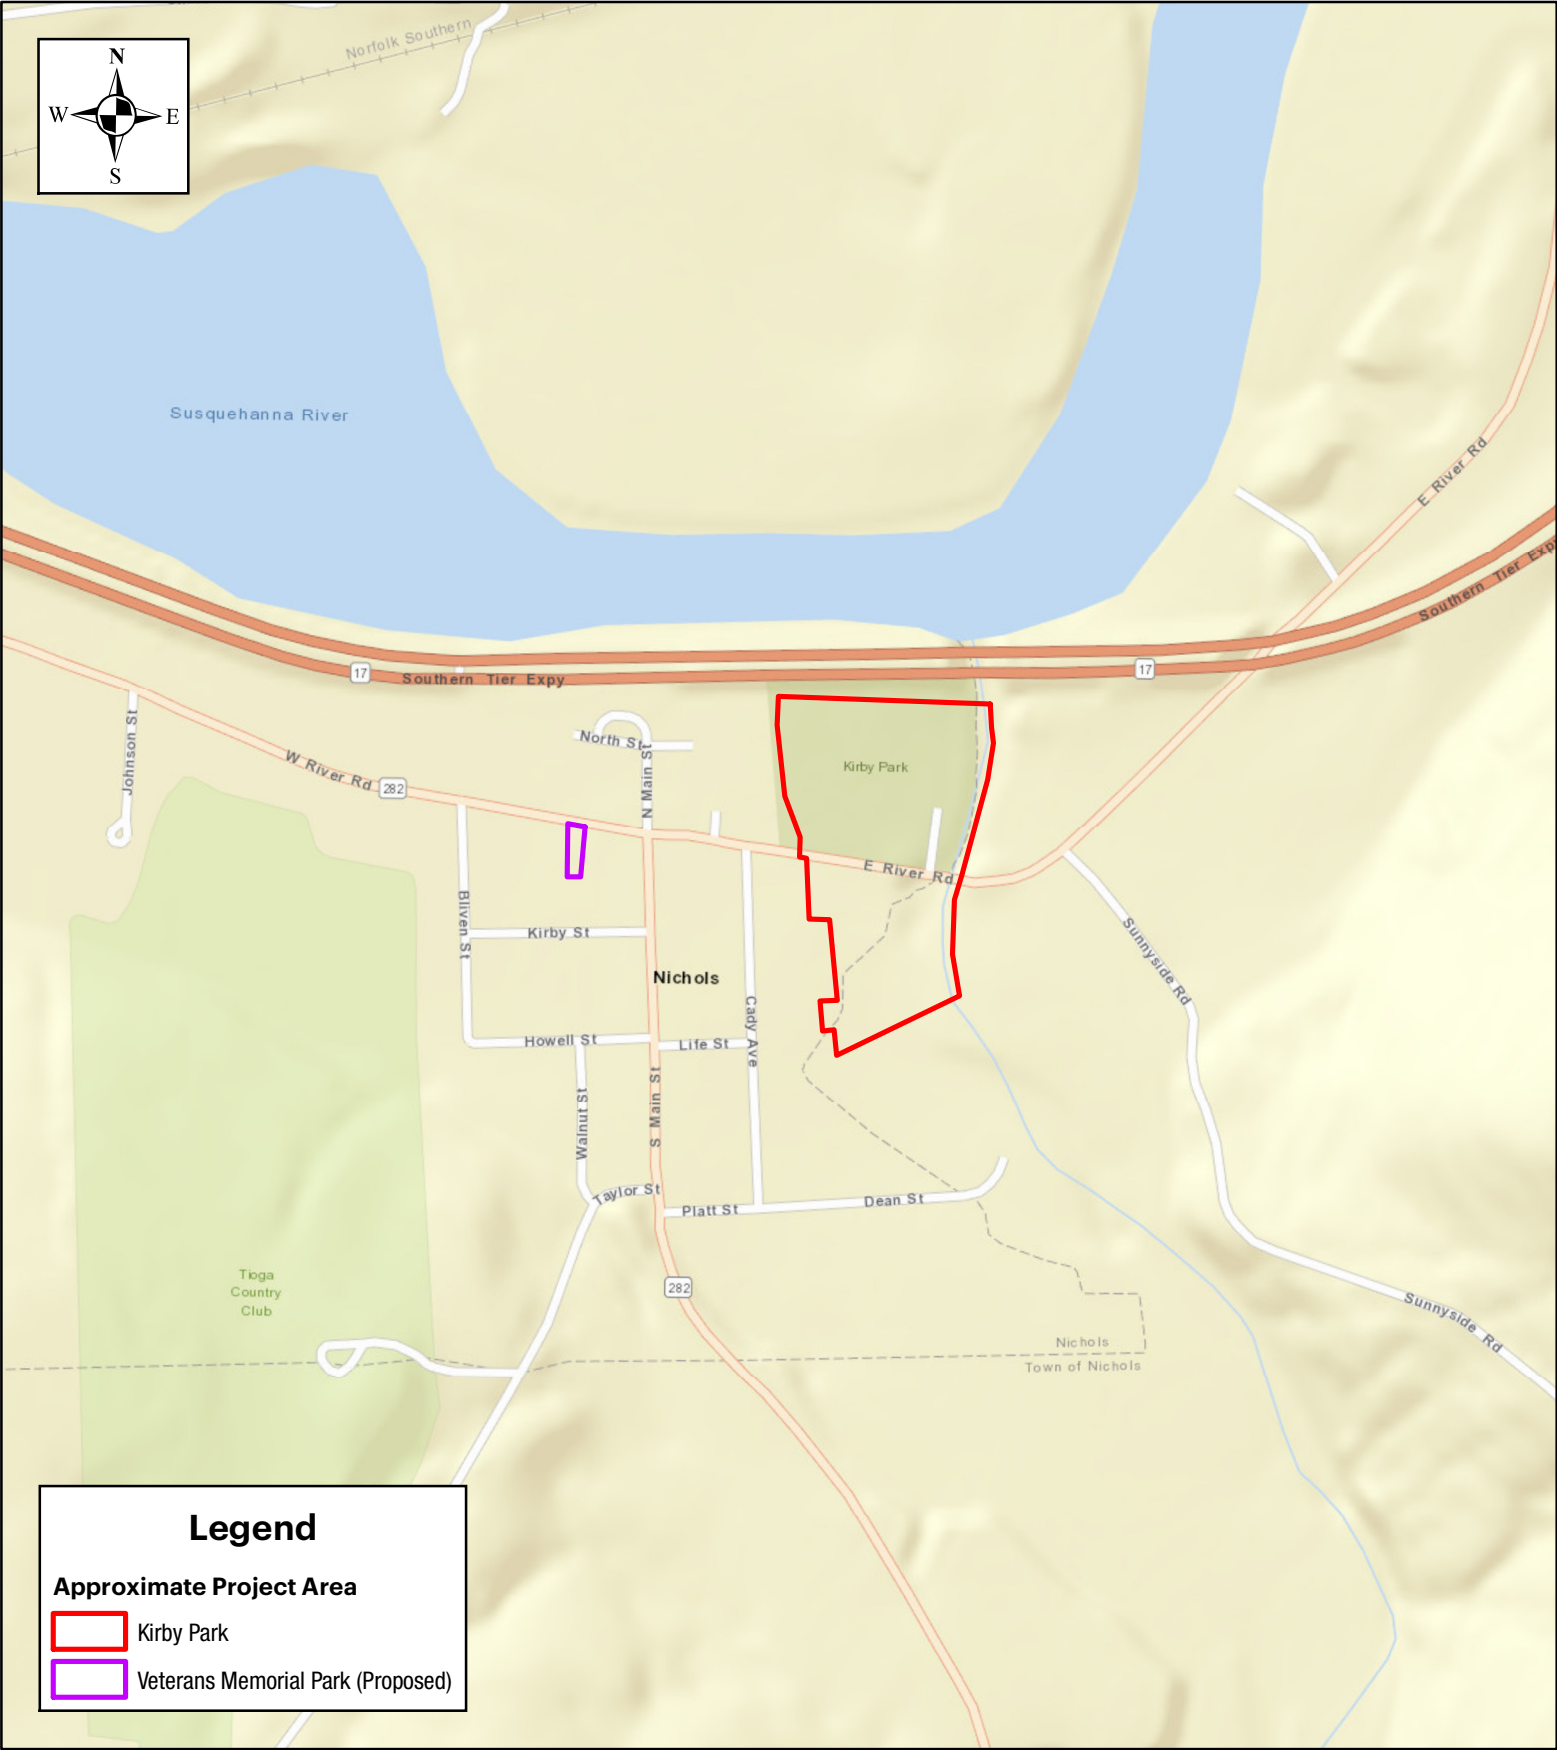 Norfolk Southern
N
W
E
S
Susquehanna River
E River Rd
Southern Tier Expy
17
Southern Tier Expy
17
Johnson St
North St
N Main St
W River Rd
282
Kirby Park
E River Rd
Bliven St
Kirby St
Sunnyside Rd
Nichols
Cady Ave
Howell St
Life St
Walnut St
S Main St
Taylor St
Platt St
Dean St
Tioga
Country
Club
282
Sunnyside Rd
Nichols
Town of Nichols
Legend
Approximate Project Area
Kirby Park
Veterans Memorial Park (Proposed)